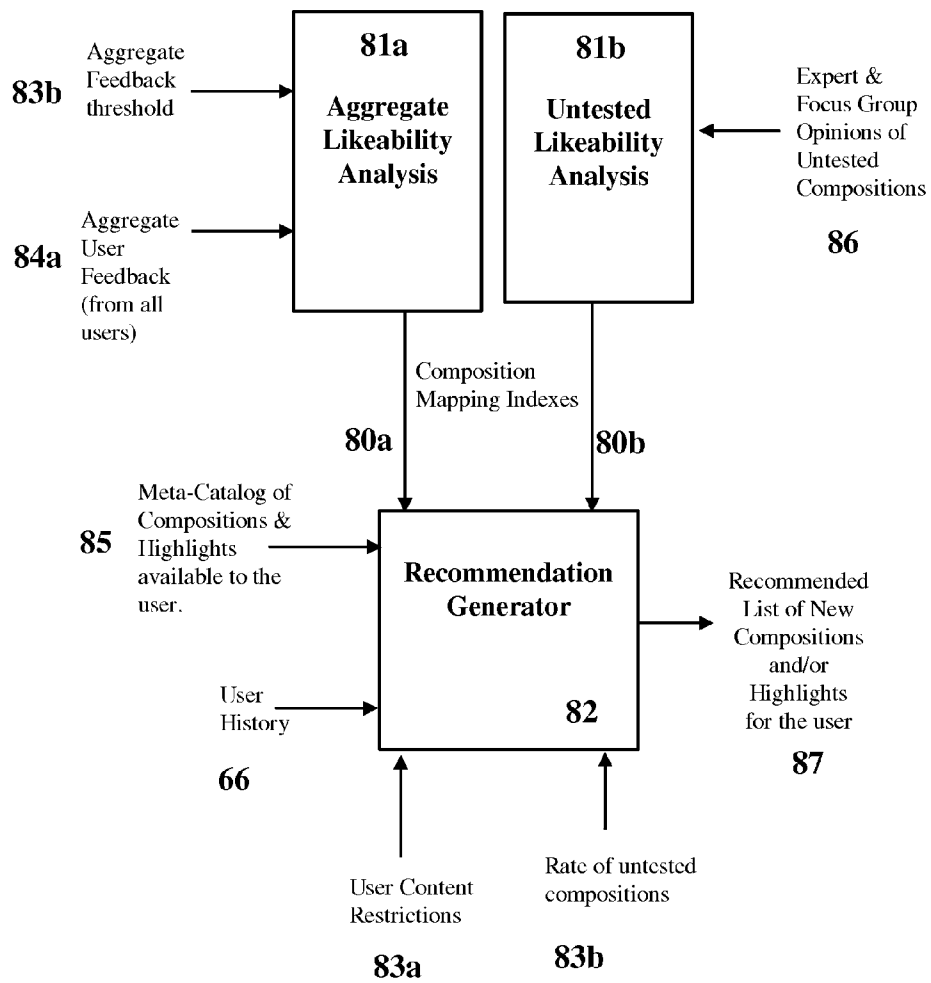 81a
Aggregate
Likeability
Analysis
81b
Untested
Likeability
Analysis
83b
Aggregate
Feedback
threshold
84a
Aggregate
User
Feedback
(from all
users)
Expert &
Focus Group
Opinions of
Untested
Compositions
86
Composition
Mapping Indexes
80a
80b
85
Meta-Catalog of
Compositions &
Highlights
available to the
user.
Recommendation
Generator
82
User
History
66
Recommended
List of New
Compositions
and/or
Highlights
for the user
87
User Content
Restrictions
83a
Rate of untested
compositions
83b